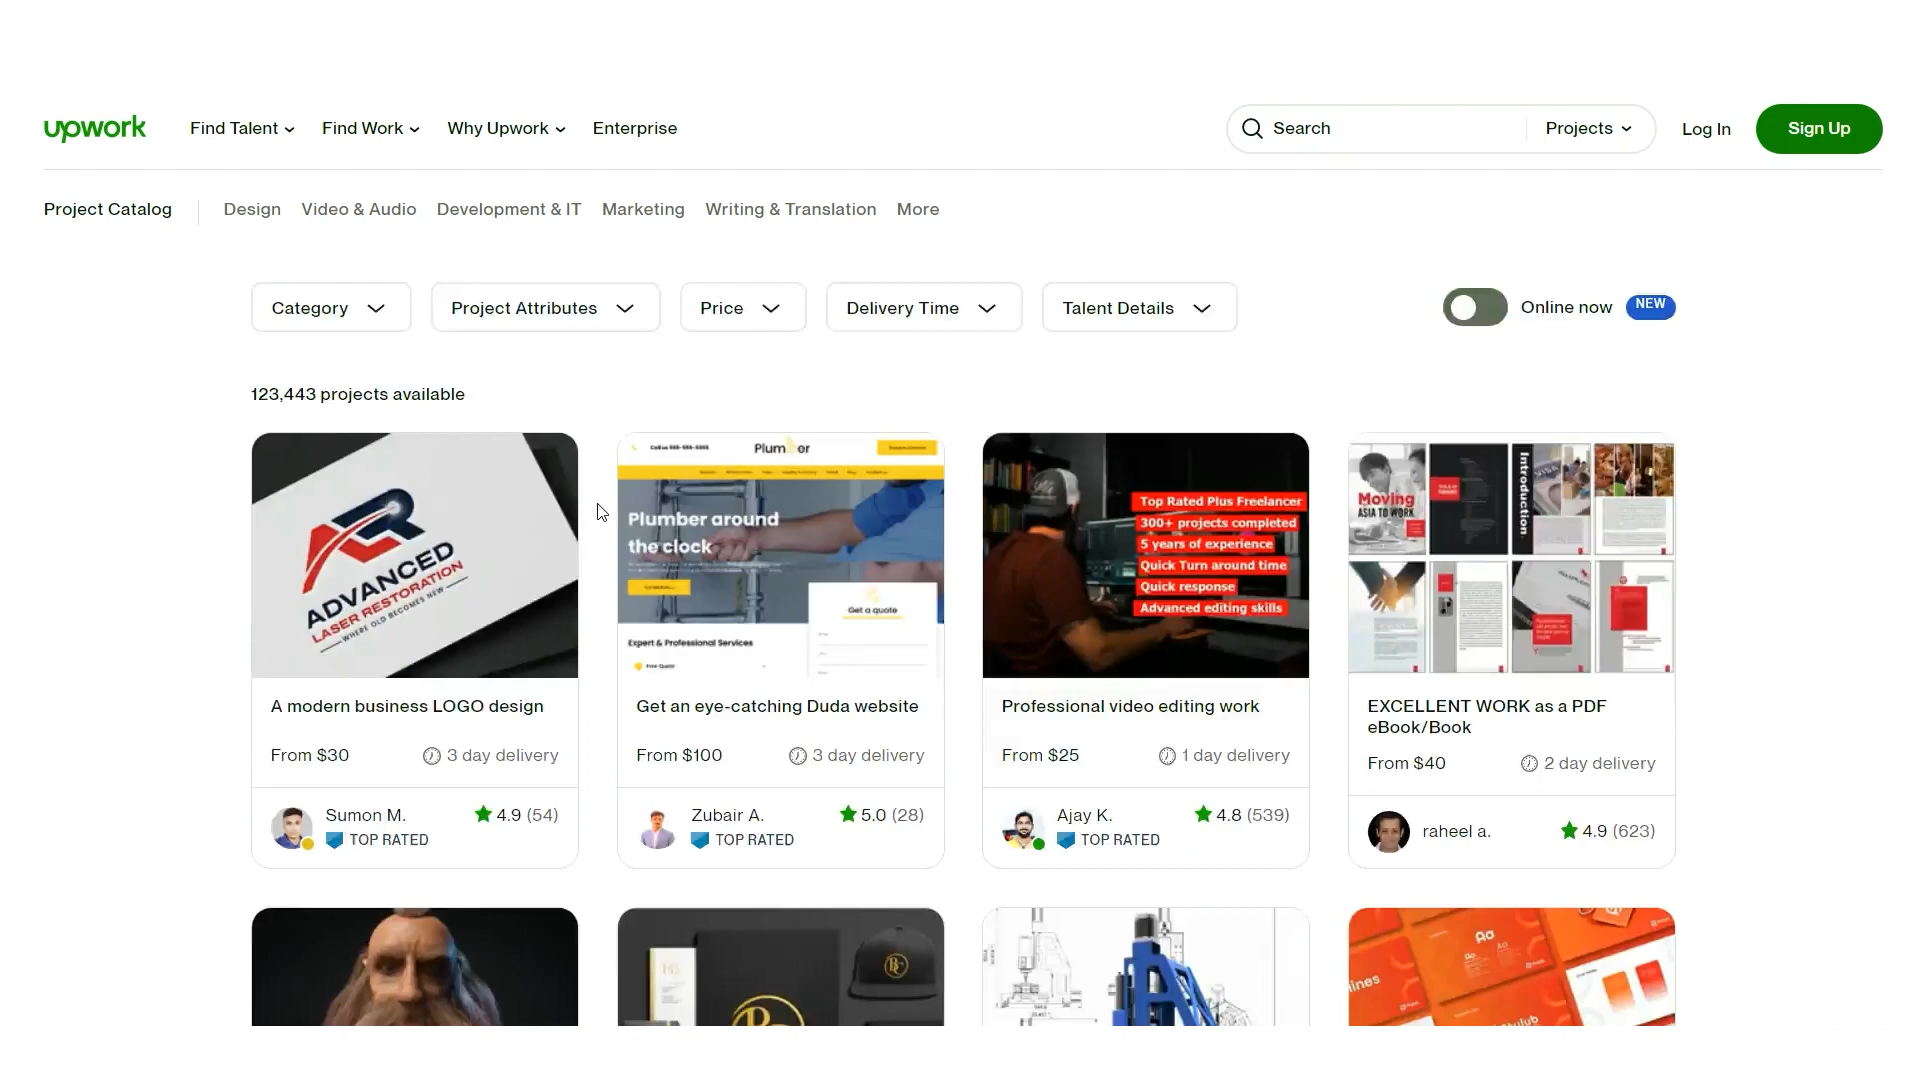 upwork
Find Talent
Find Work
Why Upwork
Enterprise
Search
Projects
Log In
Sign Up
Project Catalog
Design
Video & Audio
Development & IT
Marketing
Writing & Translation
More
Category
Project Attributes
Price
Delivery Time
Talent Details
Online now
NEW
123,443 projects available
ADVANCED
LASER RESTORATION
WHERE OLD BECOMES NEW
A modern business LOGO design
From $30
3 day delivery
Sumon M.
4.9 (54)
TOP RATED
Plumber around
the clock
Get a quote
Expert & Professional Services
Free Quote
Get an eye-catching Duda website
From $100
3 day delivery
Zubair A.
5.0 (28)
TOP RATED
Top Rated Plus Freelancer
300+ projects completed
5 years of experience
Quick Turn around time
Quick response
Advanced editing skills
Professional video editing work
From $25
1 day delivery
Ajay K.
4.8 (539)
TOP RATED
Moving
ASIA TO WORK
Introduction
EXCELLENT WORK as a PDF
eBook/Book
From $40
2 day delivery
raheel a.
4.9 (623)
Aa